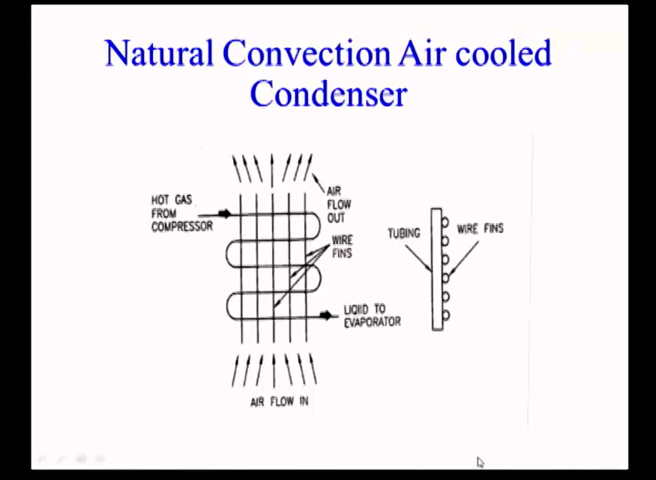 Natural Convection Air cooled
Condenser
HOT GAS
FROM
COMPRESSOR
AIR
FLOW
OUT
WIRE
FINS
LIQIID TO
EVAPORATOR
AIR FLOW IN
TUBING
WIRE FINS